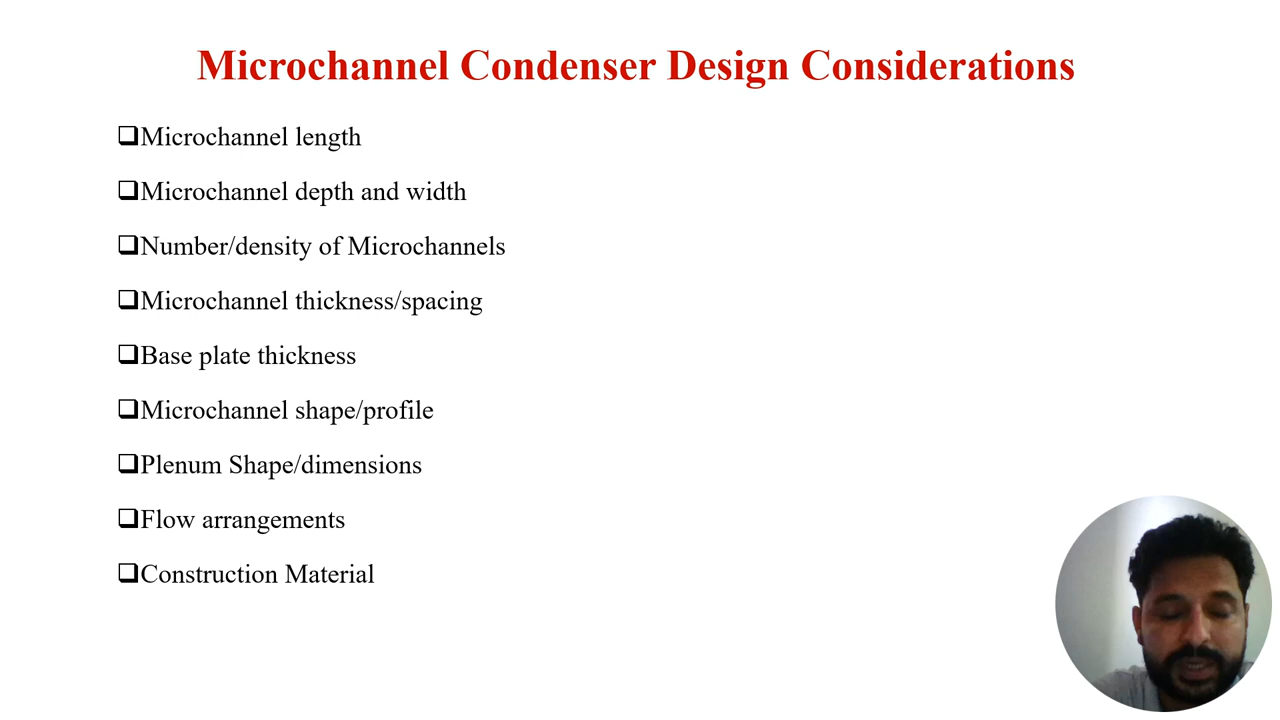 Microchannel Condenser Design Considerations
❑Microchannel length
❑Microchannel depth and width
❑Number/density of Microchannels
❑Microchannel thickness/spacing
❑Base plate thickness
❑Microchannel shape/profile
❑Plenum Shape/dimensions
❑Flow arrangements
❑Construction Material